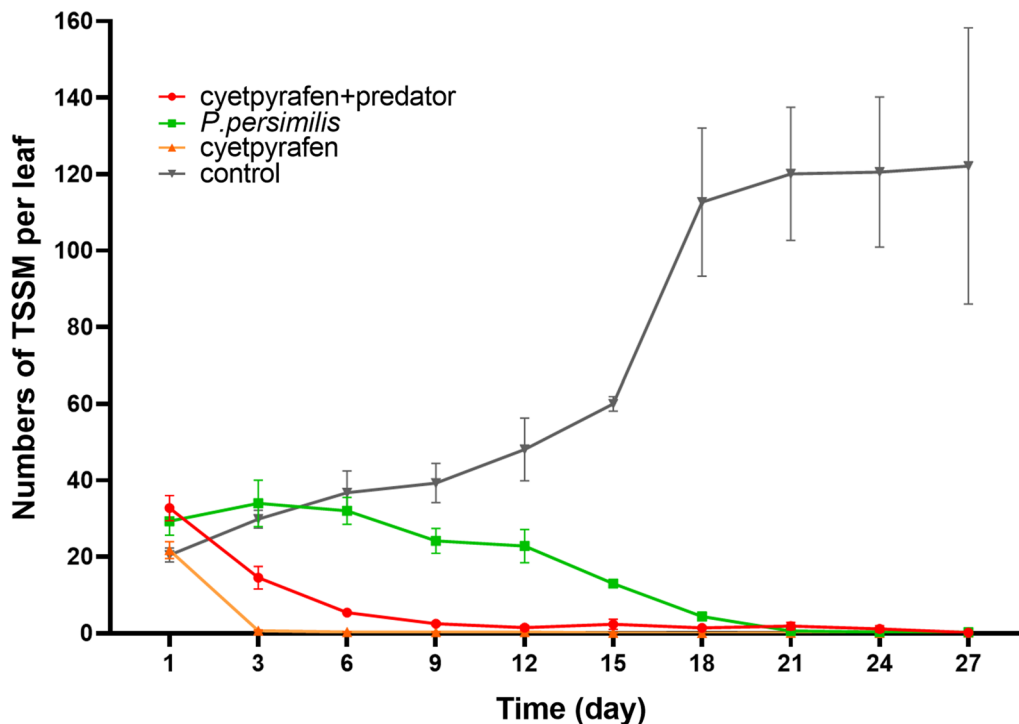 160
140
120
100
80
60
40
20
0
Numbers of TSSM per leaf
cyetpyrafen+predator
P.persimilis
cyetpyrafen
control
1 3 6 9 12 15 18 21 24 27
Time (day)